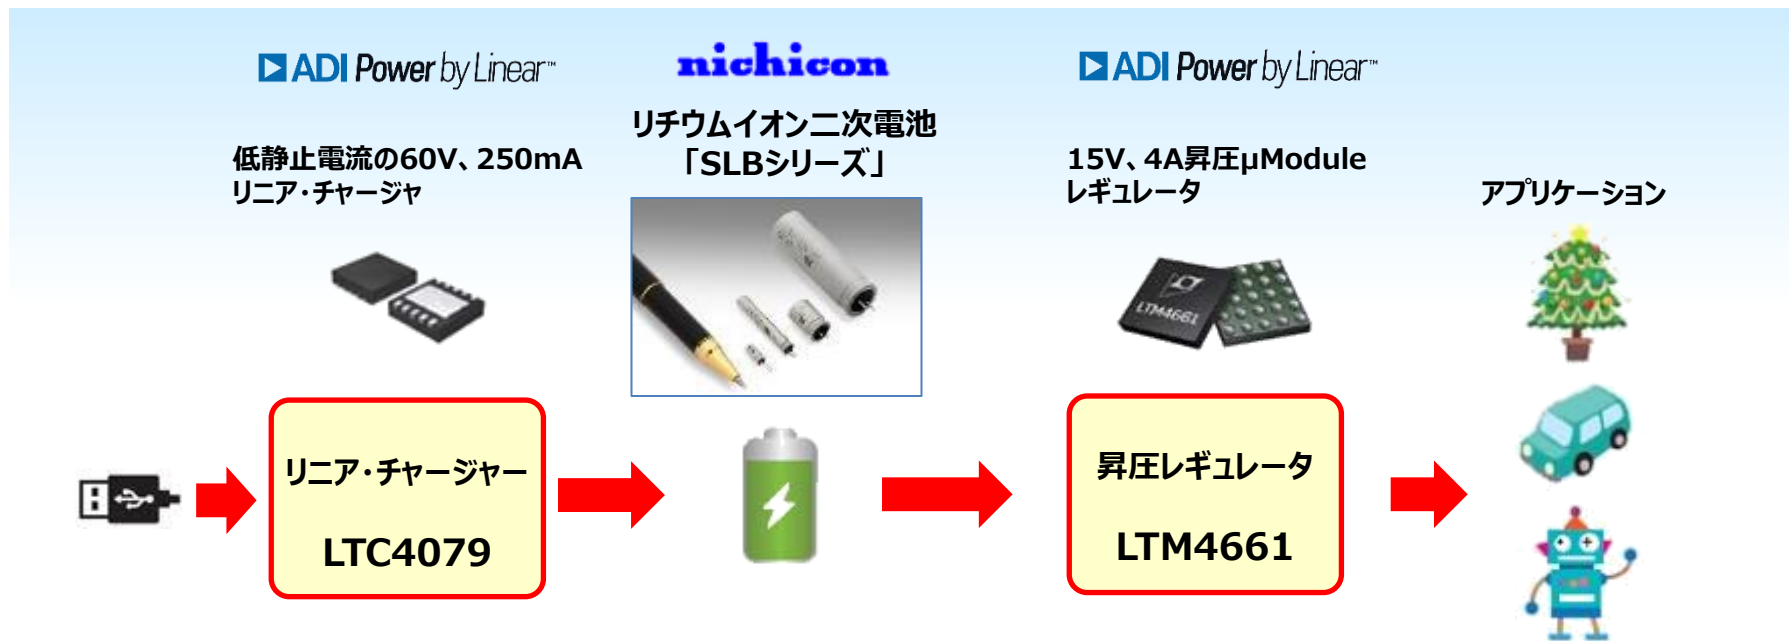 ADI Power by Linear™
低静止電流の60V、250mA
リニア・チャージャ
nichicon
リチウムイオン二次電池
「SLBシリーズ」
ADI Power by Linear™
15V、4A昇圧µModule
レギュレータ
LTM4661
アプリケーション
リニア・チャージャー
LTC4079
昇圧レギュレータ
LTM4661